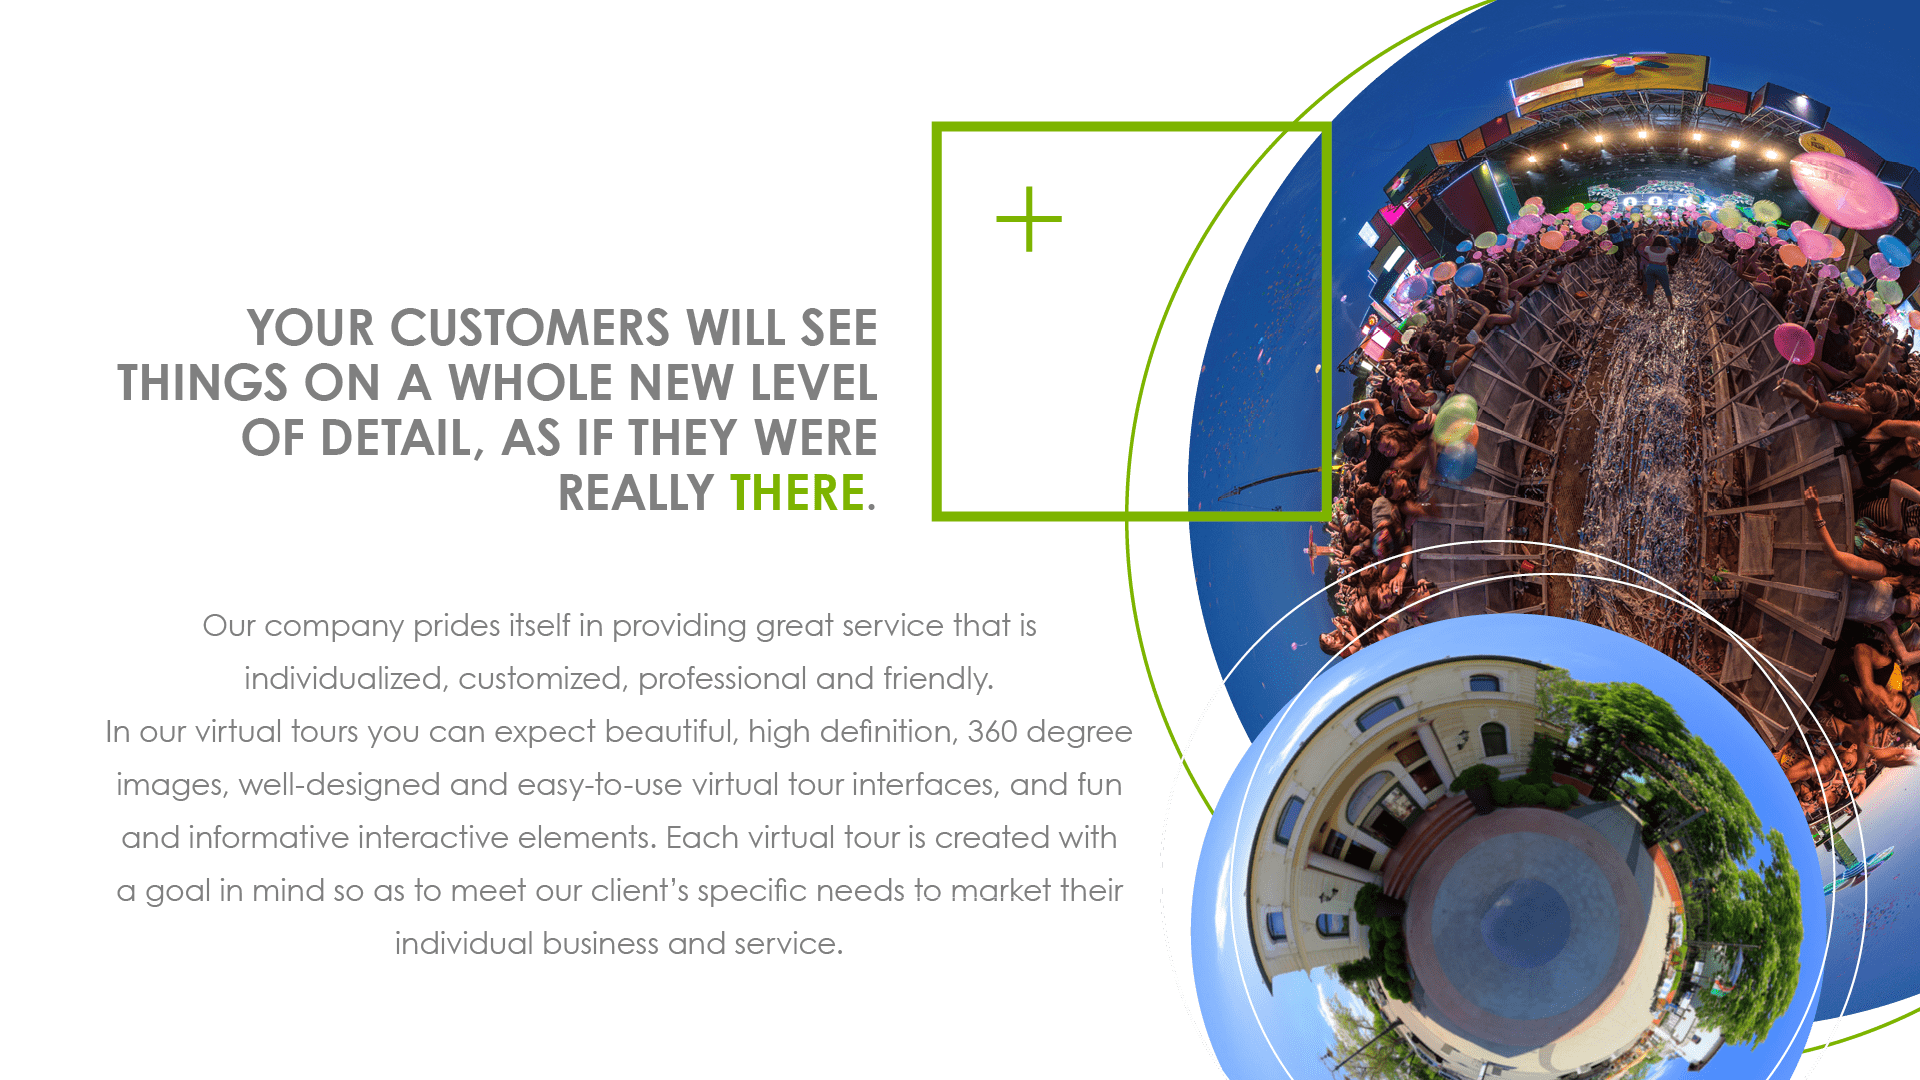 YOUR CUSTOMERS WILL SEE
THINGS ON A WHOLE NEW LEVEL
OF DETAIL, AS IF THEY WERE
REALLY THERE.
Our company prides itself in providing great service that is
individualized, customized, professional and friendly.
In our virtual tours you can expect beautiful, high definition, 360 degree
images, well-designed and easy-to-use virtual tour interfaces, and fun
and informative interactive elements. Each virtual tour is created with
a goal in mind so as to meet our client’s specific needs to market their
individual business and service.